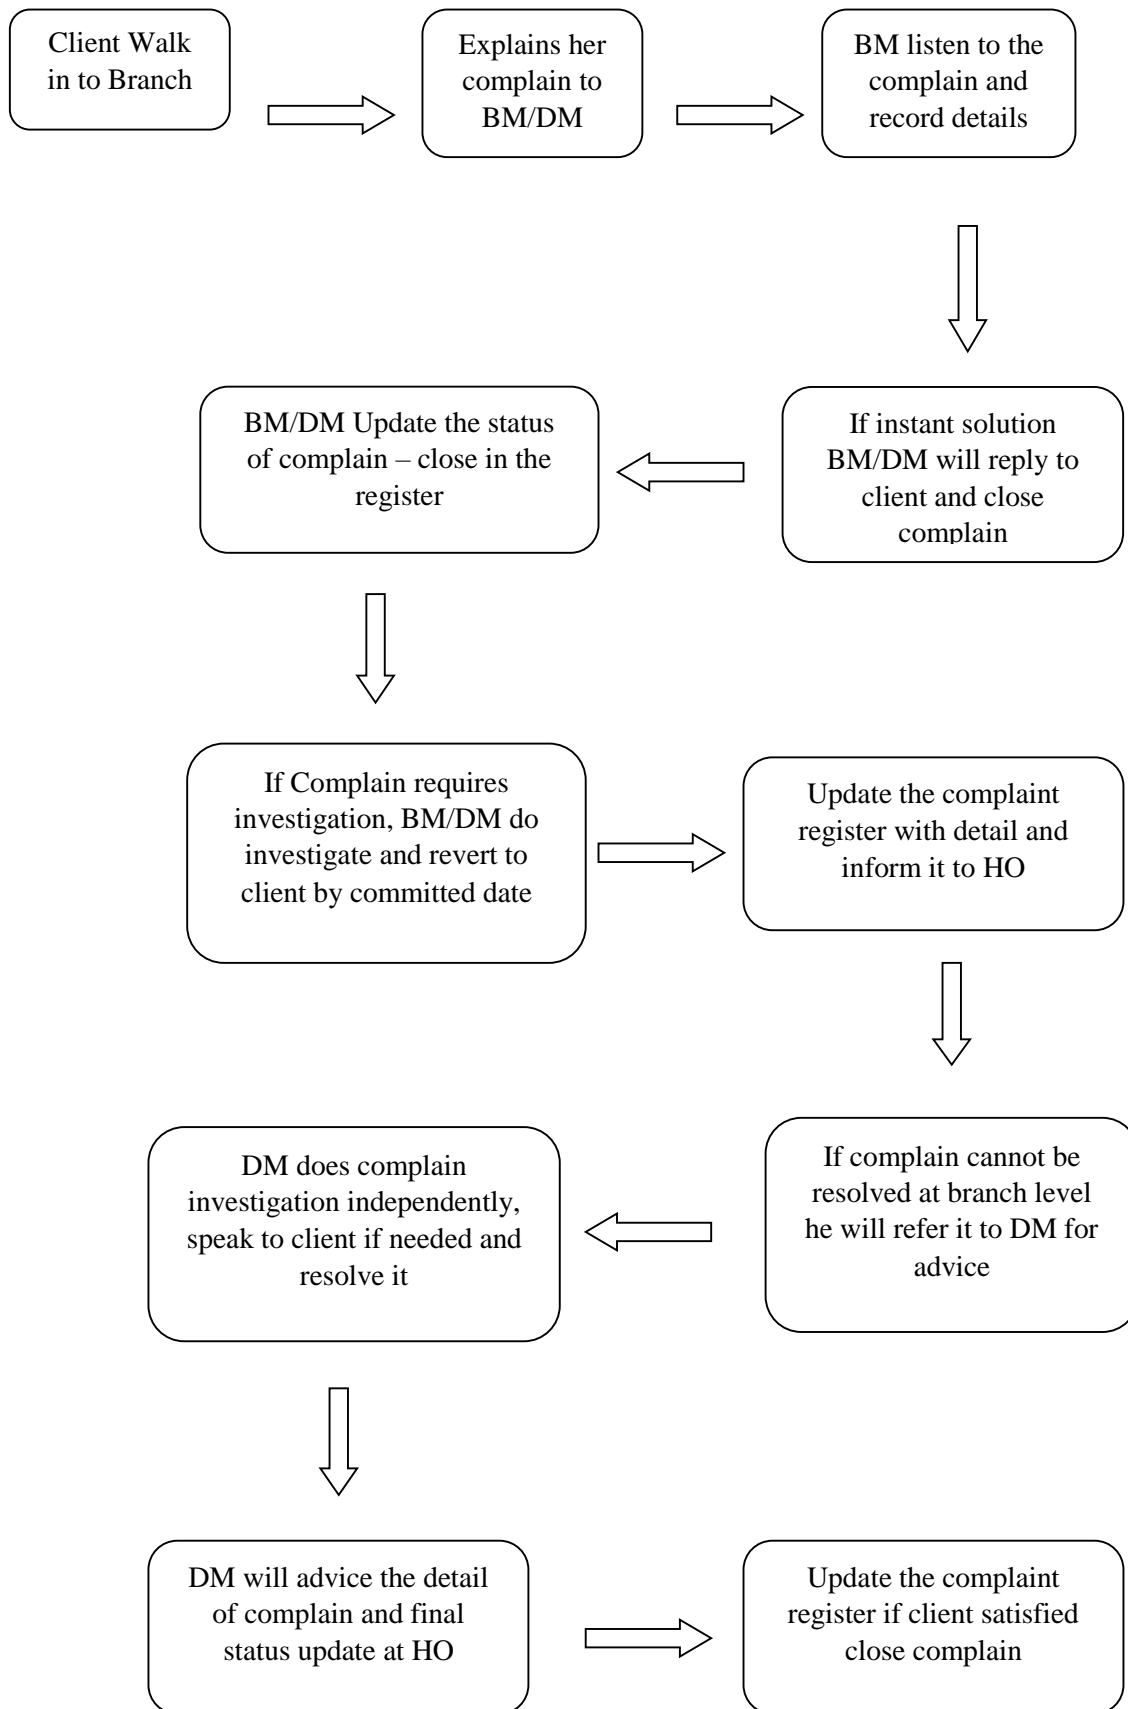 Client Walk
in to Branch
Explains her
complain to
BM/DM
BM listen to the
complain and
record details
If instant solution
BM/DM will reply to
client and close
complain
BM/DM Update the status
of complain – close in the
register
If Complain requires
investigation, BM/DM do
investigate and revert to
client by committed date
Update the complaint
register with detail and
inform it to HO
If complain cannot be
resolved at branch level
he will refer it to DM for
advice
DM does complain
investigation independently,
speak to client if needed and
resolve it
DM will advice the detail
of complain and final
status update at HO
Update the complaint
register if client satisfied
close complain